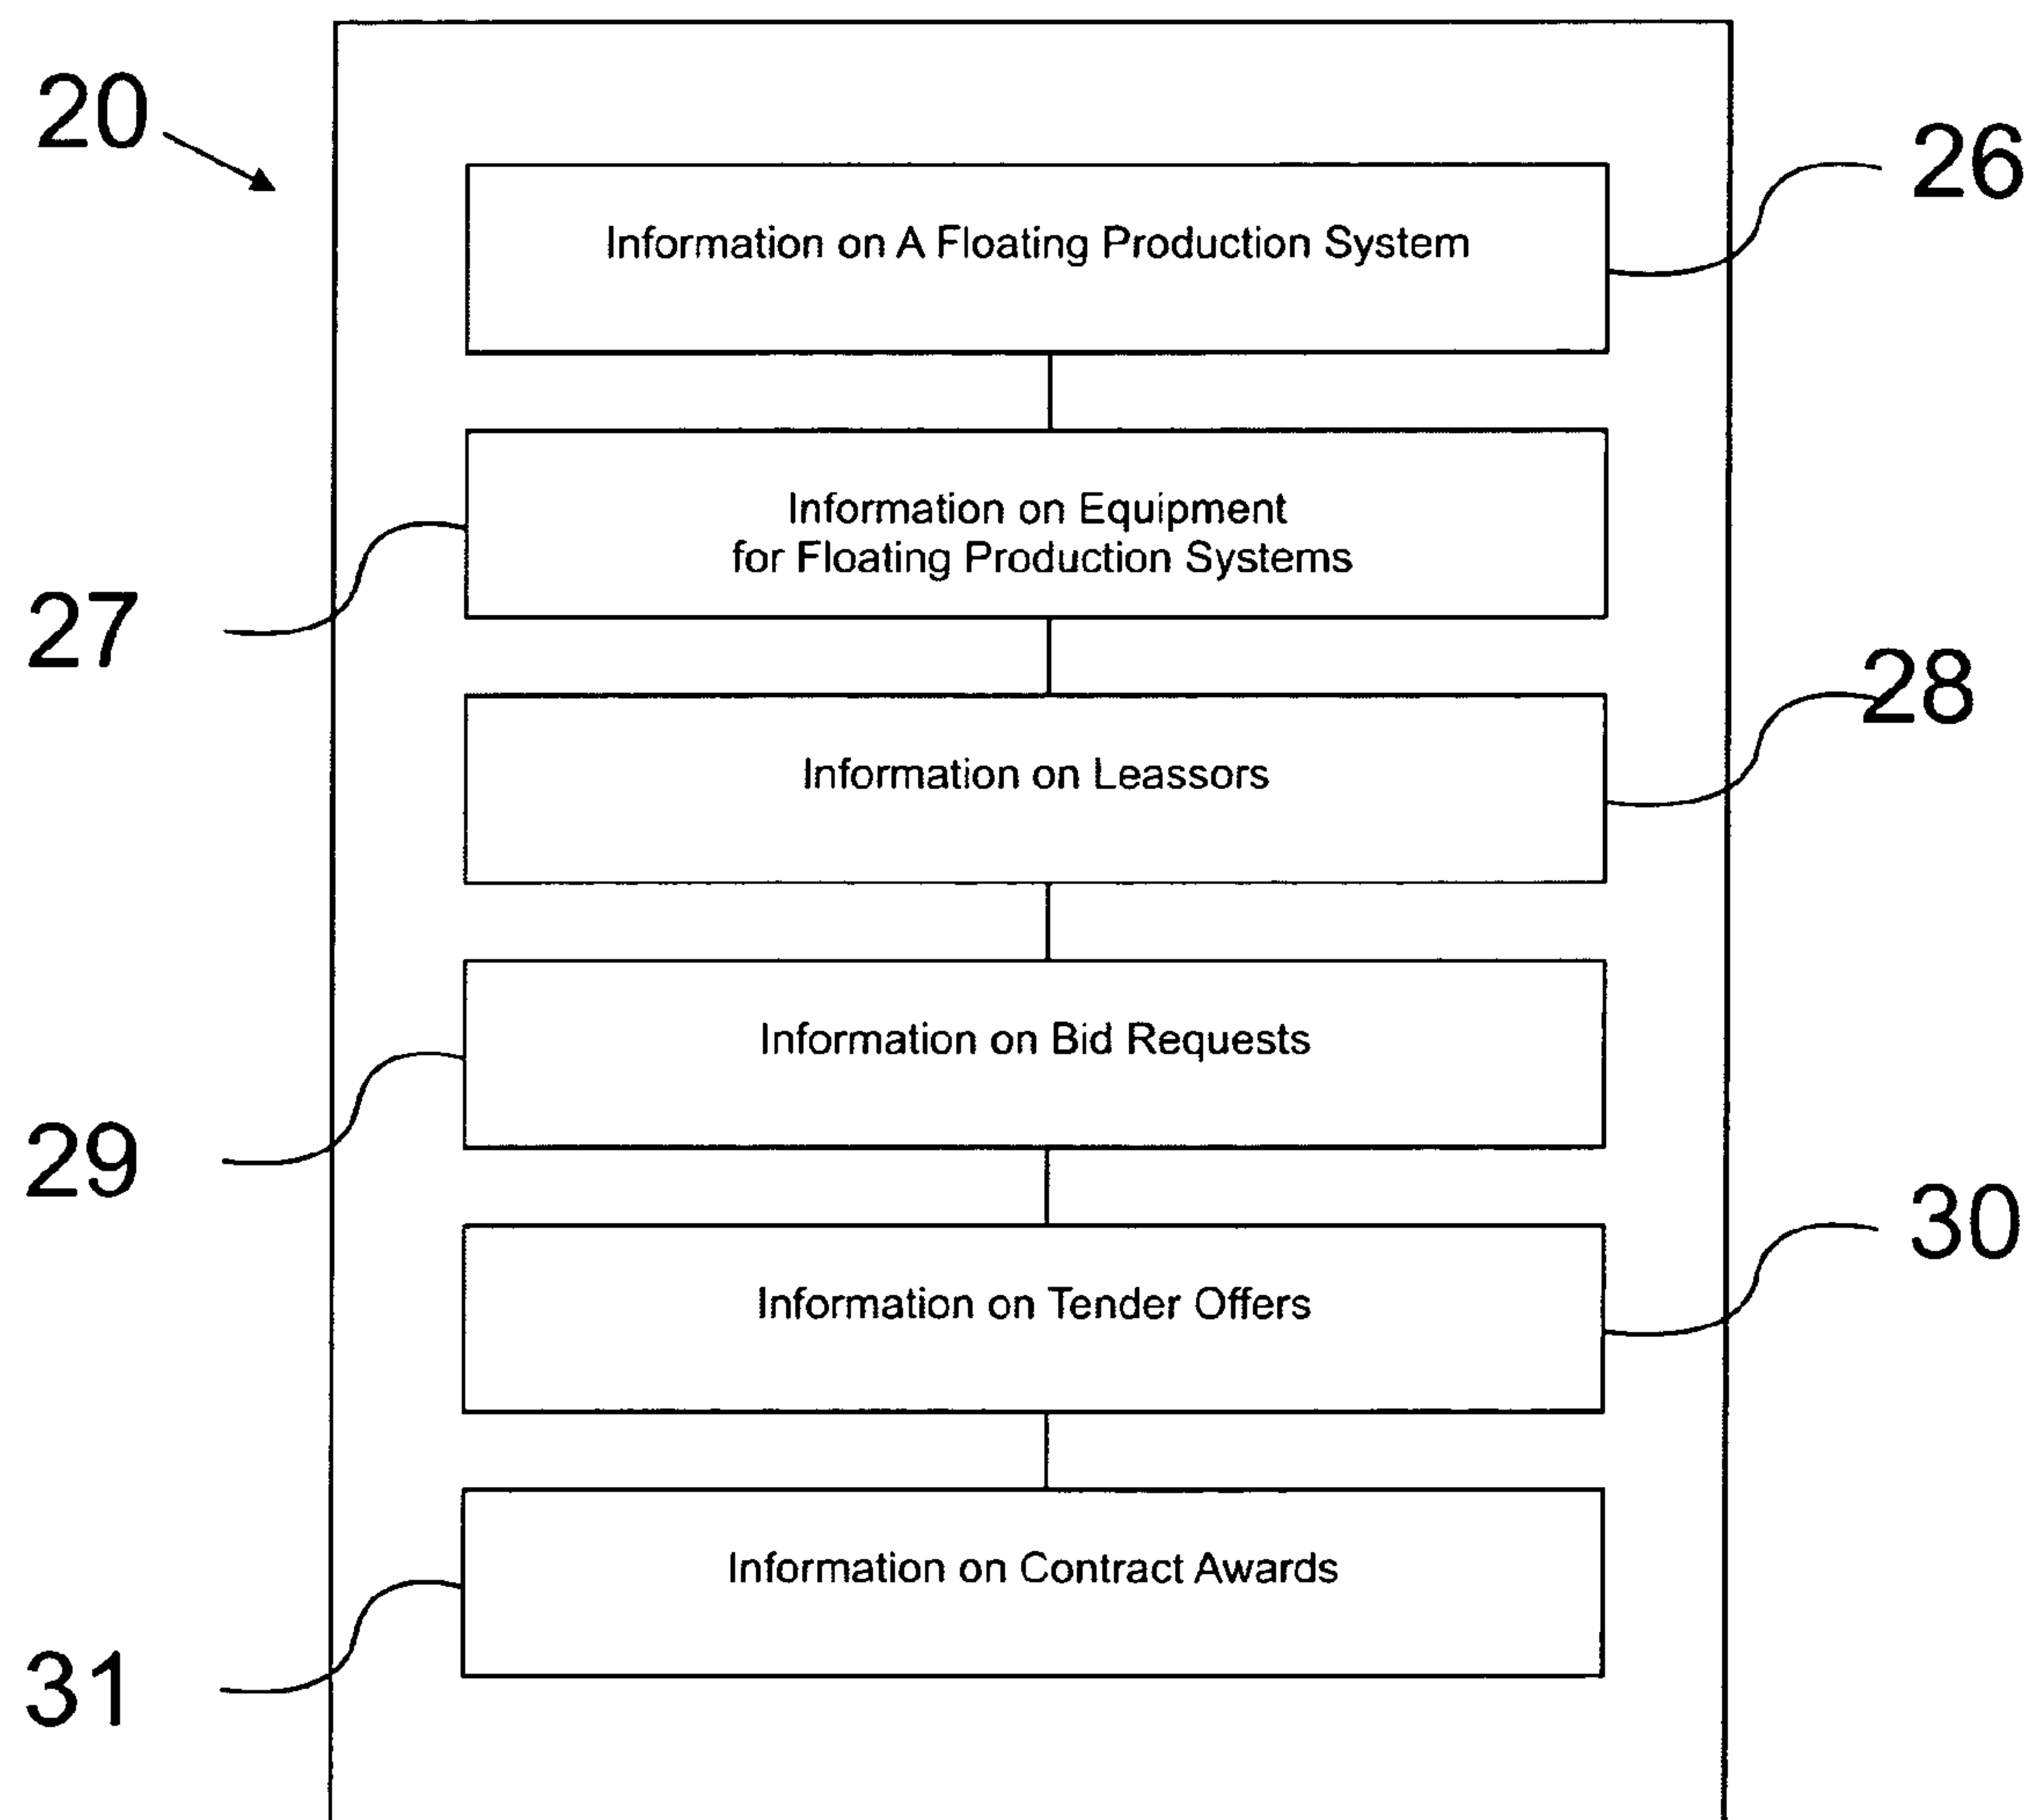 20
26
Information on A Floating Production System
Information on Equipment
for Floating Production Systems
27
28
Information on Leassors
Information on Bid Requests
29
30
Information on Tender Offers
Information on Contract Awards
31